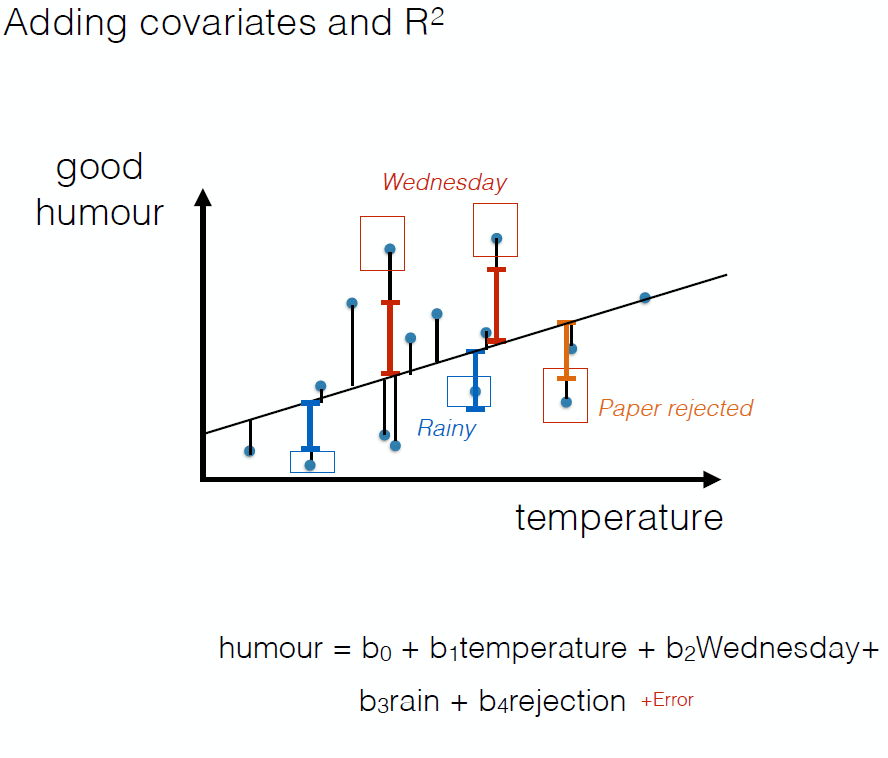 Adding covariates and R²
good
humour
Wednesday
Rainy
Paper rejected
temperature
humour = b₀ + b₁temperature + b₂Wednesday+
b₃rain + b₄rejection +Error